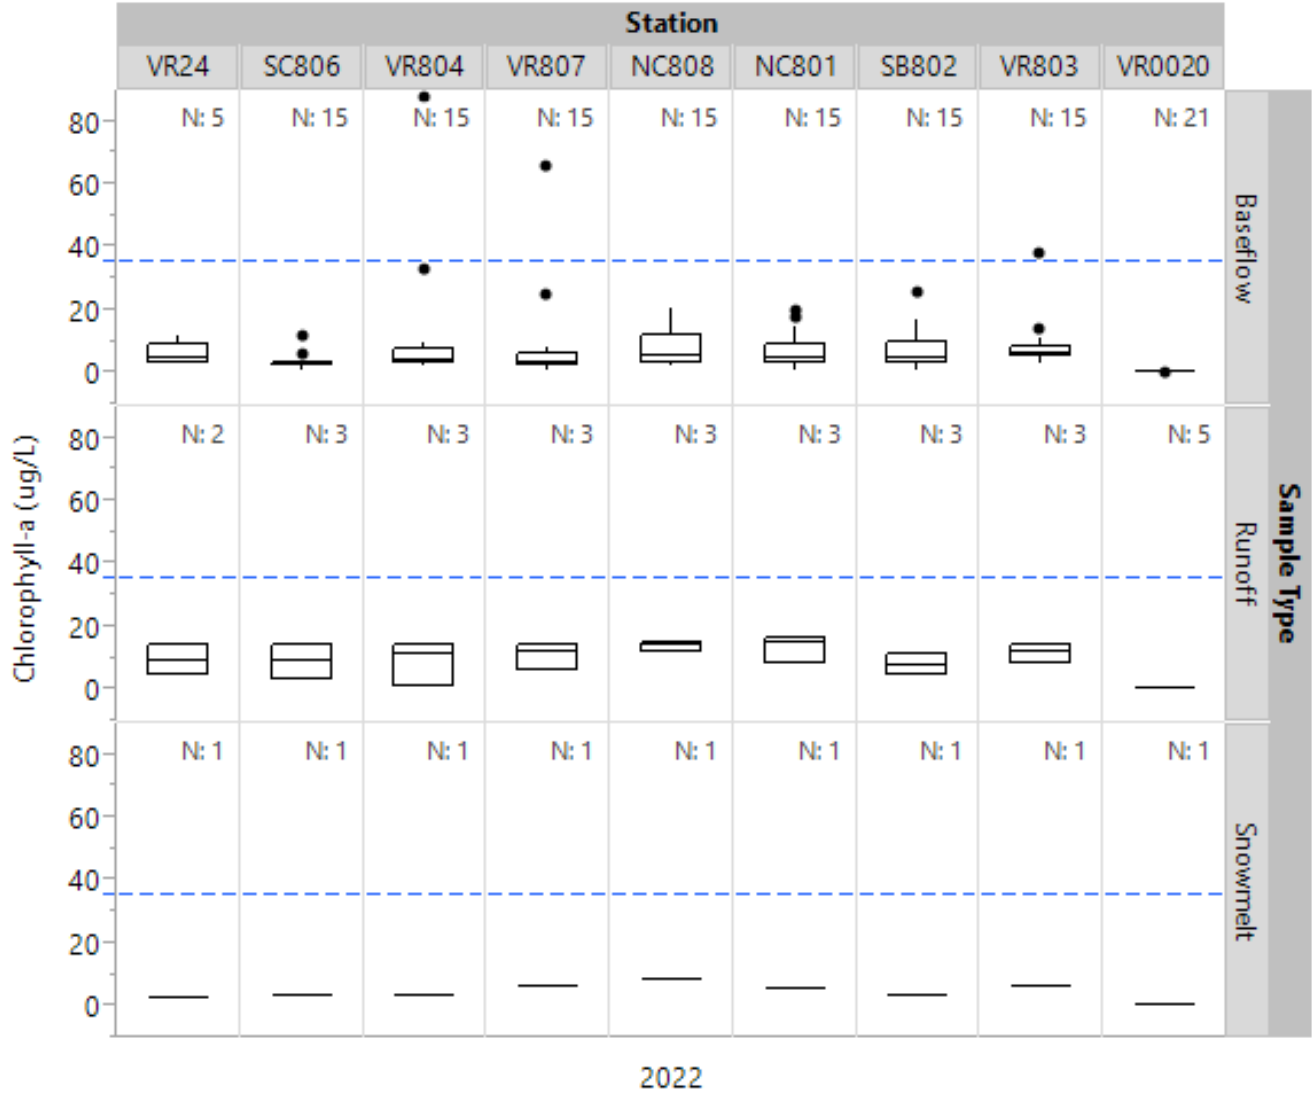 Station
VR24 SC806 VR804 VR807 NC808 NC801 SB802 VR803 VR0020
N: 5 N: 15 N: 15 N: 15 N: 15 N: 15 N: 15 N: 15 N: 21
80
60
40
20
0
Baseflow
N: 2 N: 3 N: 3 N: 3 N: 3 N: 3 N: 3 N: 3 N: 5
80
60
40
20
0
Runoff
N: 1 N: 1 N: 1 N: 1 N: 1 N: 1 N: 1 N: 1 N: 1
80
60
40
20
0
Snowmelt
Chlorophyll-a (ug/L)
Sample Type
2022